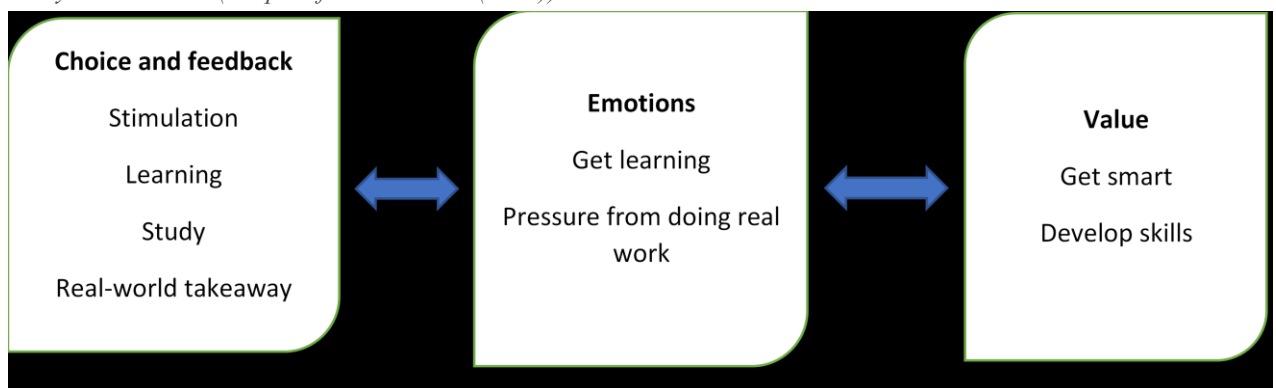 Choice and feedback
Stimulation
Learning
Study
Real-world takeaway
Emotions
Get learning
Pressure from doing real
work
Value
Get smart
Develop skills